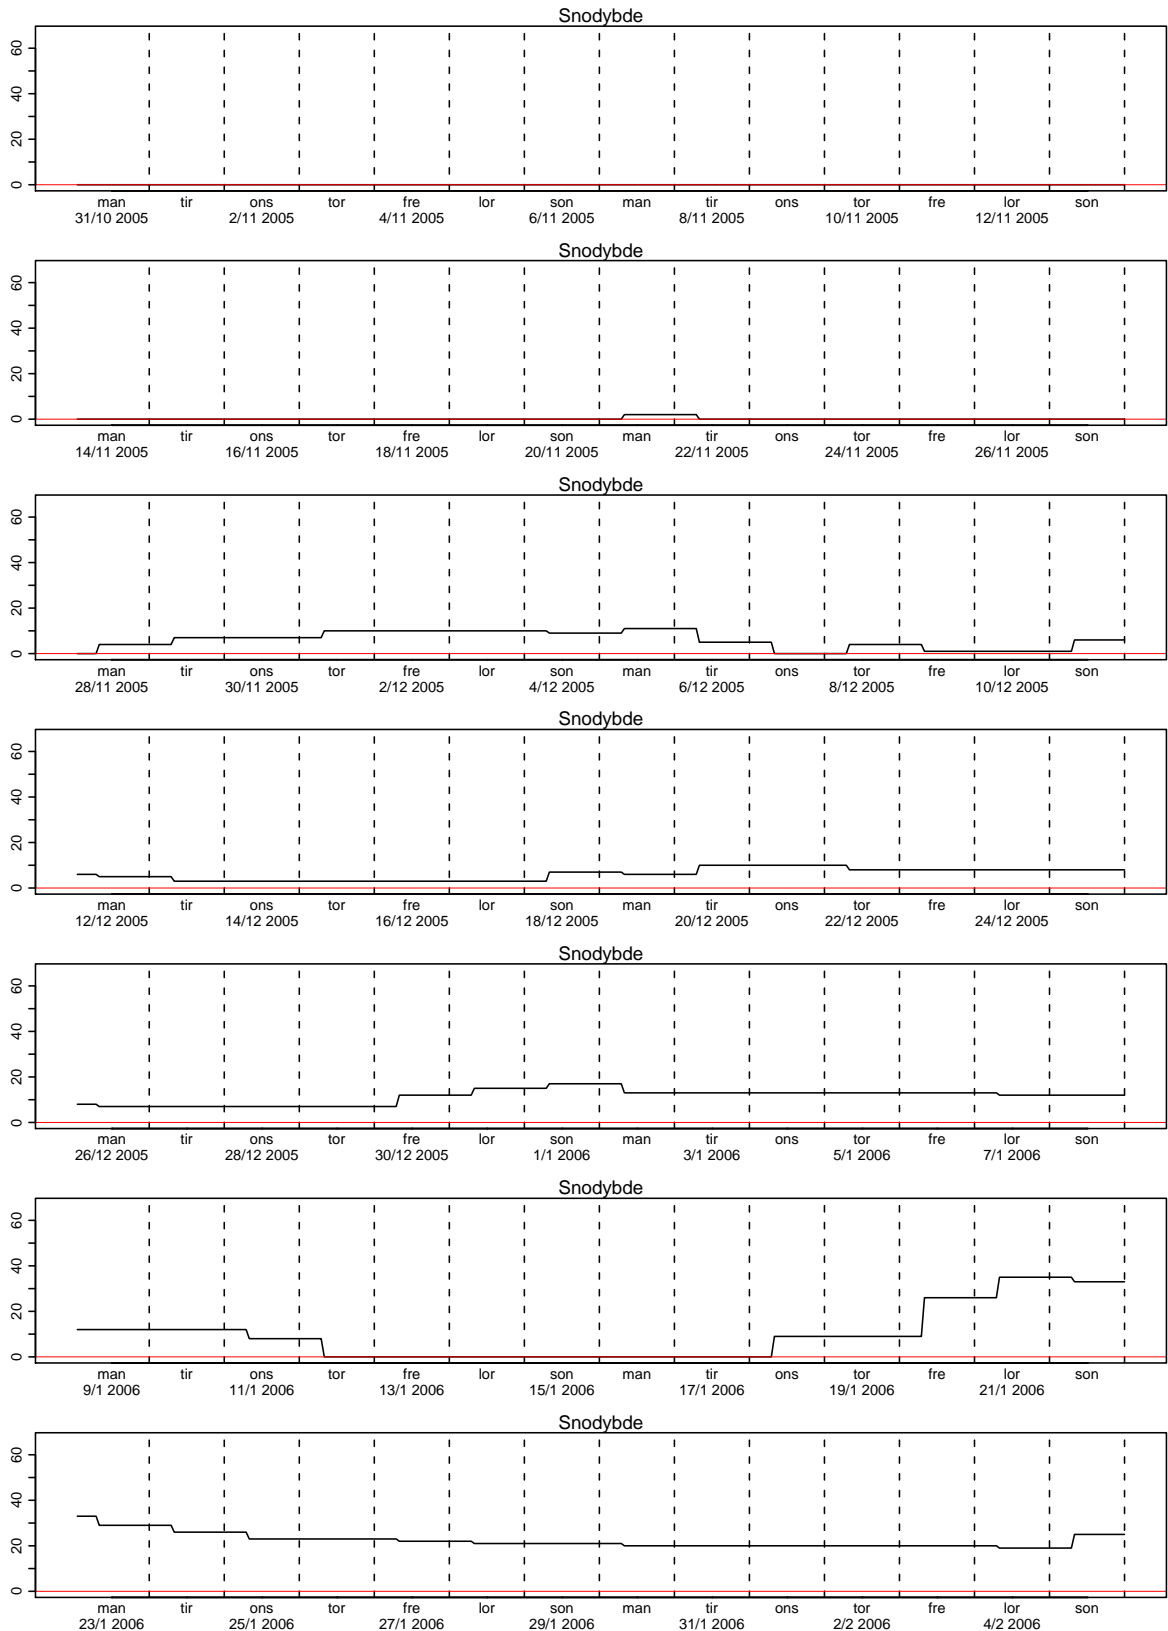 Snodybde
60
40
20
0
man tir ons tor fre lor son man tir ons tor fre lor son
31/10 2005 2/11 2005 4/11 2005 6/11 2005 8/11 2005 10/11 2005 12/11 2005
Snodybde
60
40
20
0
man tir ons tor fre lor son man tir ons tor fre lor son
14/11 2005 16/11 2005 18/11 2005 20/11 2005 22/11 2005 24/11 2005 26/11 2005
Snodybde
60
40
20
0
man tir ons tor fre lor son man tir ons tor fre lor son
28/11 2005 30/11 2005 2/12 2005 4/12 2005 6/12 2005 8/12 2005 10/12 2005
Snodybde
60
40
20
0
man tir ons tor fre lor son man tir ons tor fre lor son
12/12 2005 14/12 2005 16/12 2005 18/12 2005 20/12 2005 22/12 2005 24/12 2005
Snodybde
60
40
20
0
man tir ons tor fre lor son man tir ons tor fre lor son
26/12 2005 28/12 2005 30/12 2005 1/1 2006 3/1 2006 5/1 2006 7/1 2006
Snodybde
60
40
20
0
man tir ons tor fre lor son man tir ons tor fre lor son
9/1 2006 11/1 2006 13/1 2006 15/1 2006 17/1 2006 19/1 2006 21/1 2006
Snodybde
60
40
20
0
man tir ons tor fre lor son man tir ons tor fre lor son
23/1 2006 25/1 2006 27/1 2006 29/1 2006 31/1 2006 2/2 2006 4/2 2006